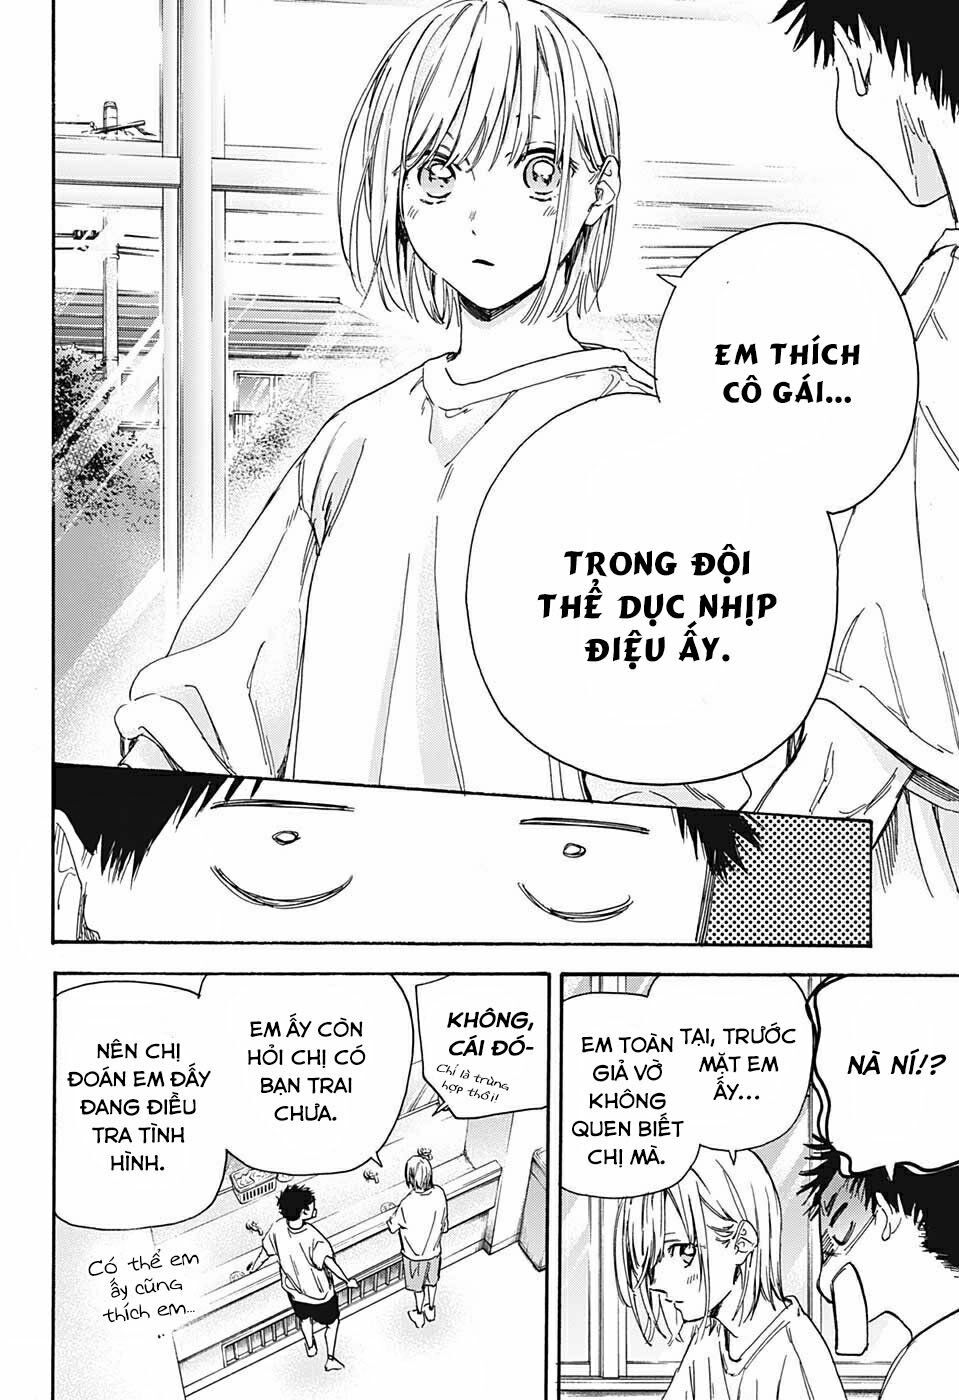 EM THÍCH
CÔ GÁI...
TRONG ĐỘI
THỂ DỤC NHỊP
ĐIỆU ẤY.
NÀ NÍ!?
TẠI, TRƯỚC
MẶT EM
ẤY...
EM TOÀN
GIẢ VỜ
KHÔNG
QUEN BIẾT
CHỊ MÀ.
KHÔNG,
CÁI ĐÓ-
Chỉ là trùng
hợp thôi!
EM ẤY CÒN
HỎI CHỊ CÓ
BẠN TRAI
CHƯA.
NÊN CHỊ
ĐOÁN EM ĐẤY
ĐANG ĐIỀU
TRA TÌNH
HÌNH.
Có thể em
ấy cũng
thích em...